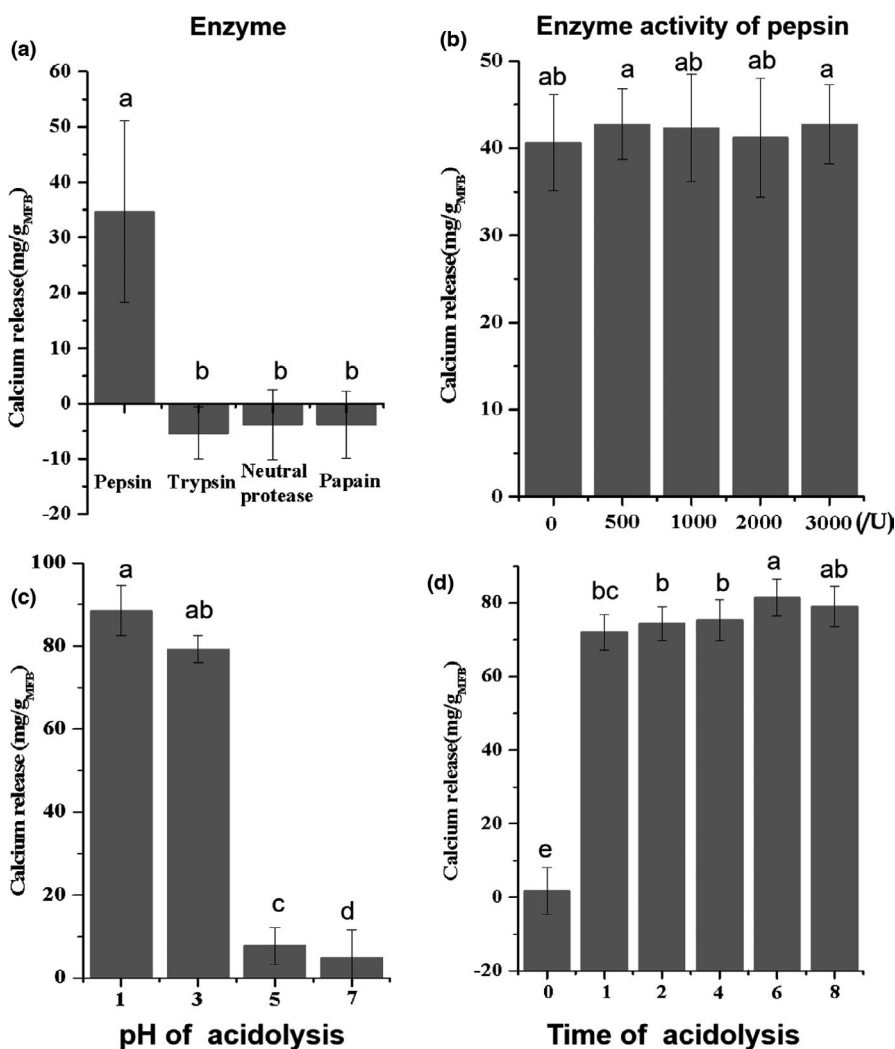 Enzyme
(a)
Calcium release(mg/gMFB)
60
50
40
30
20
10
0
-10
-20
a
b
b
b
Pepsin
Trypsin
Neutral
protease
Papain
Enzyme activity of pepsin
(b)
Calcium release(mg/gMFB)
50
40
30
20
10
0
ab
a
ab
ab
a
0
500
1000
2000
3000
(/U)
(c)
Calcium release (mg/gMFB)
100
80
60
40
20
0
a
ab
c
d
1
3
5
7
pH of acidolysis
(d)
Calcium release(mg/gMFB)
80
60
40
20
0
-20
e
bc
b
b
a
ab
0
1
2
4
6
8
Time of acidolysis